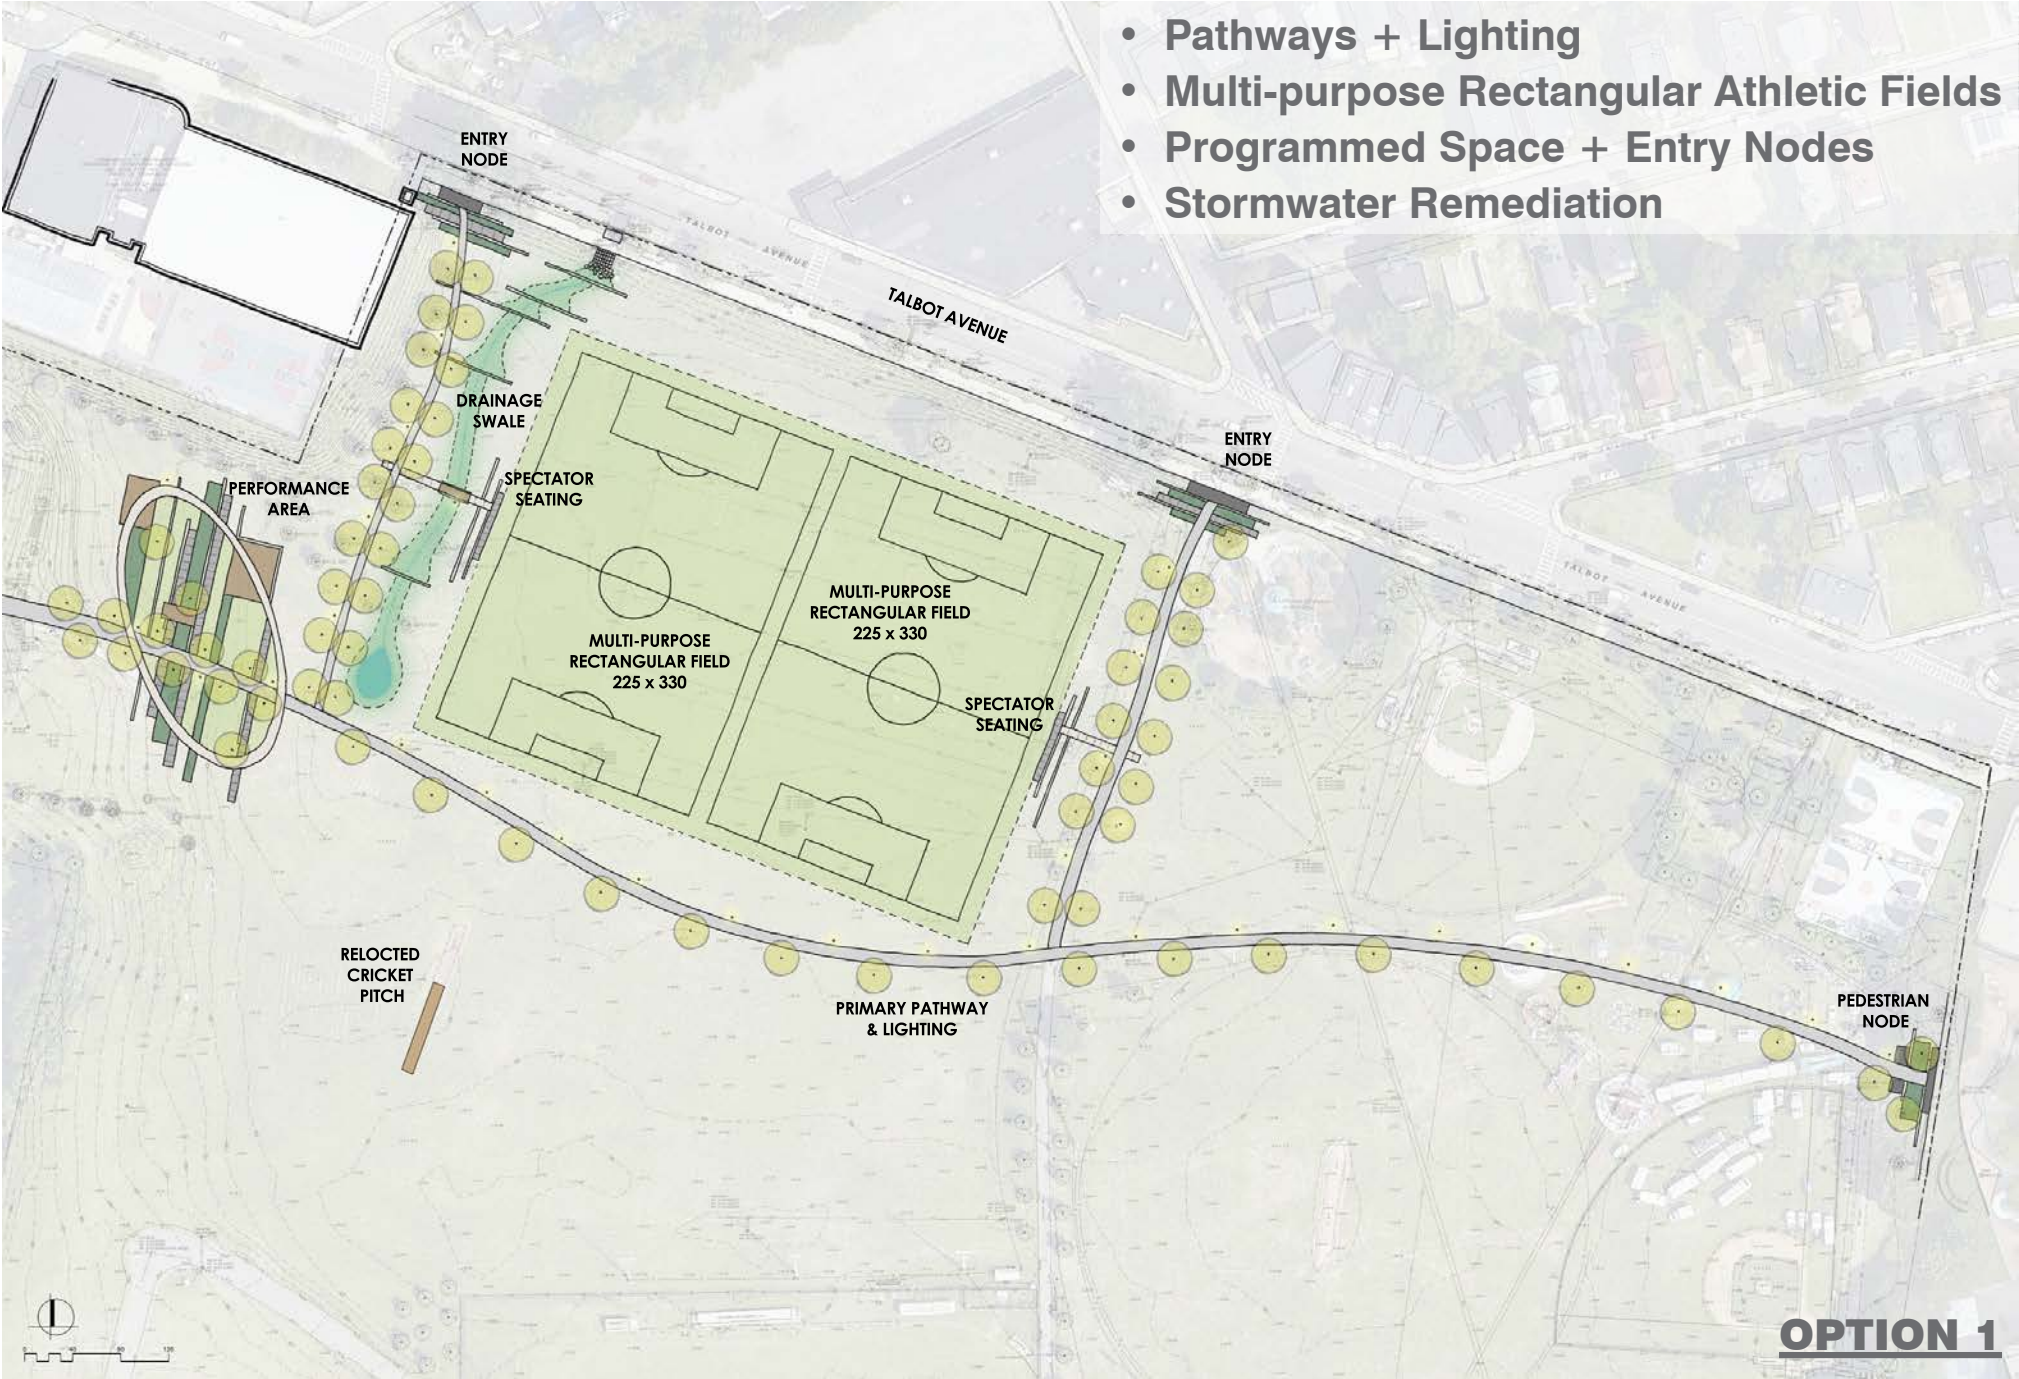 • Pathways + Lighting
• Multi-purpose Rectangular Athletic Fields
• Programmed Space + Entry Nodes
• Stormwater Remediation
ENTRY
NODE
TALBOT AVENUE
TALBOT AVENUE
DRAINAGE
SWALE
ENTRY
NODE
SPECTATOR
SEATING
PERFORMANCE
AREA
TALBOT AVENUE
MULTI-PURPOSE
RECTANGULAR FIELD
225 x 330
MULTI-PURPOSE
RECTANGULAR FIELD
225 x 330
SPECTATOR
SEATING
RELOCTED
CRICKET
PITCH
PRIMARY PATHWAY
& LIGHTING
PEDESTRIAN
NODE
OPTION 1